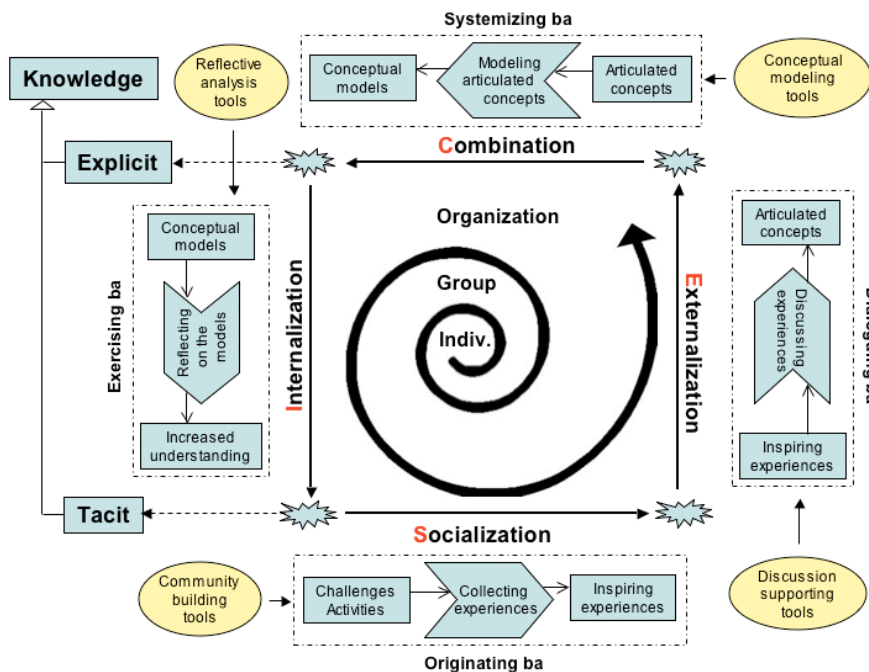 Systemizing ba
Knowledge
Reflective
analysis
tools
Conceptual
models
Modeling
articulated
concepts
Articulated
concepts
Conceptual
modeling
tools
Explicit
Combination
Organization
Group
Indiv.
Internalization
Externalization
Exercising ba
Conceptual
models
Reflecting
on the
models
Increased
understanding
Articulated
concepts
Discussing
experiences
Inspiring
experiences
Tacit
Socialization
Community
building
tools
Challenges
Activities
Collecting
experiences
Inspiring
experiences
Discussion
supporting
tools
Originating ba